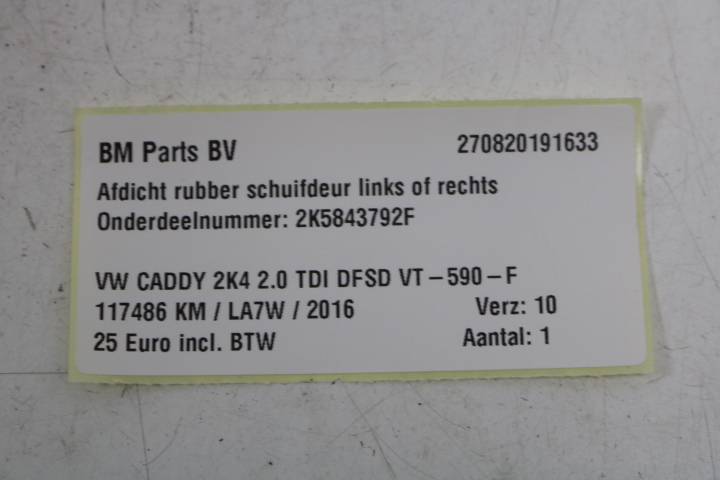 BM Parts BV 270820191633
Afdicht rubber schuifdeur links of rechts
Onderdeelnummer: 2K5843792F
VW CADDY 2K4 2.0 TDI DFSD VT-590-F
117486 KM / LA7W / 2016 Verz: 10
25 Euro incl. BTW Aantal: 1